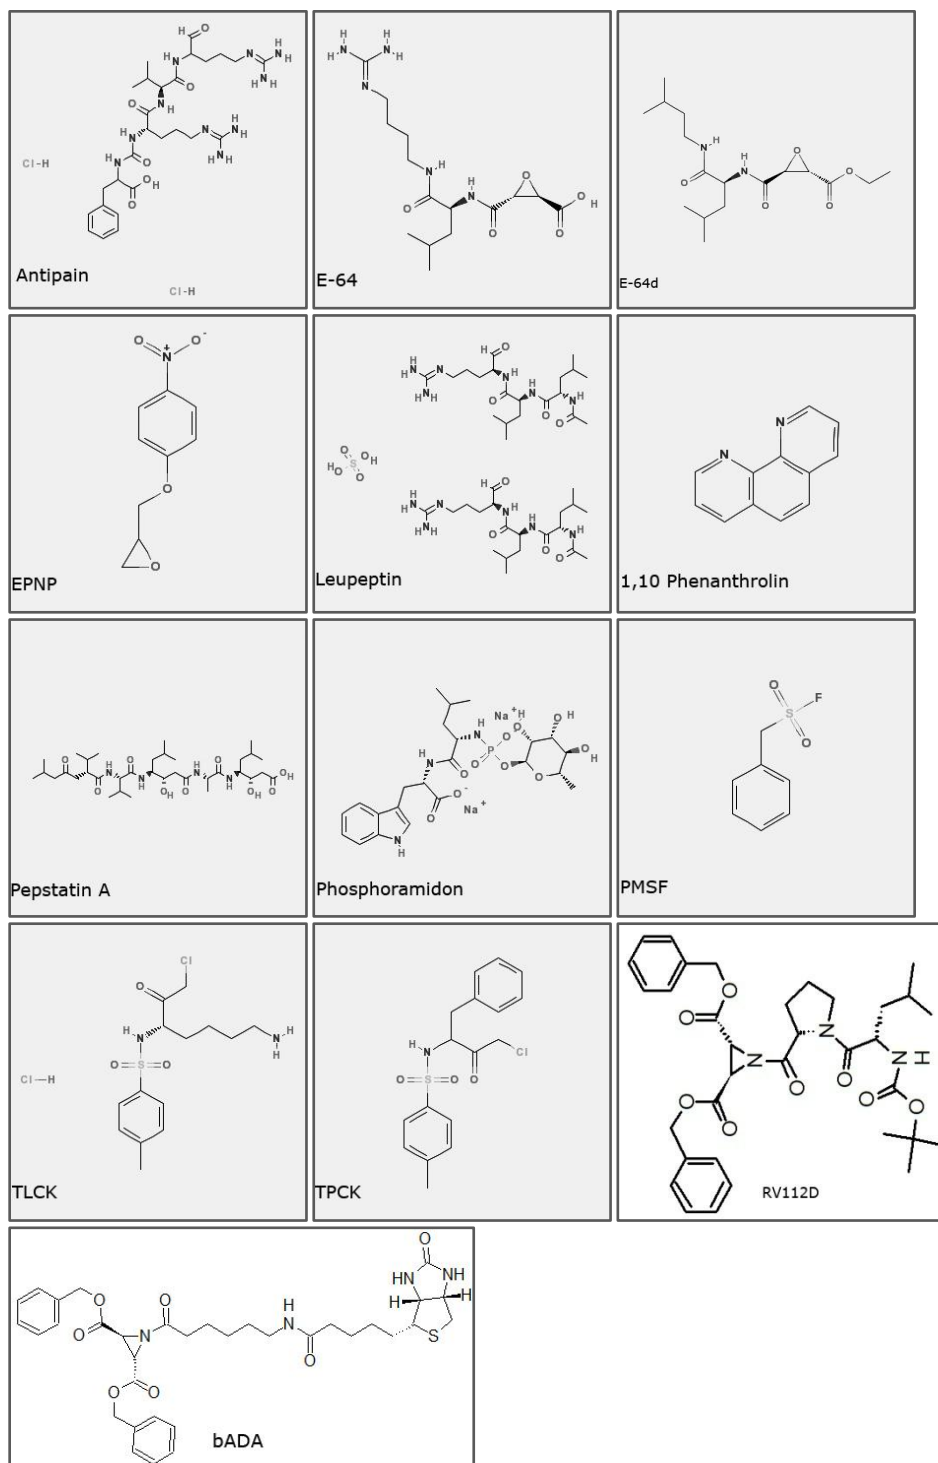 Antipain
E-64
E-64d
EPNP
Leupeptin
1,10 Phenanthrolin
Pepstatin A
Phosphoramidon
PMSF
TLCK
TPCK
RV112D
bADA